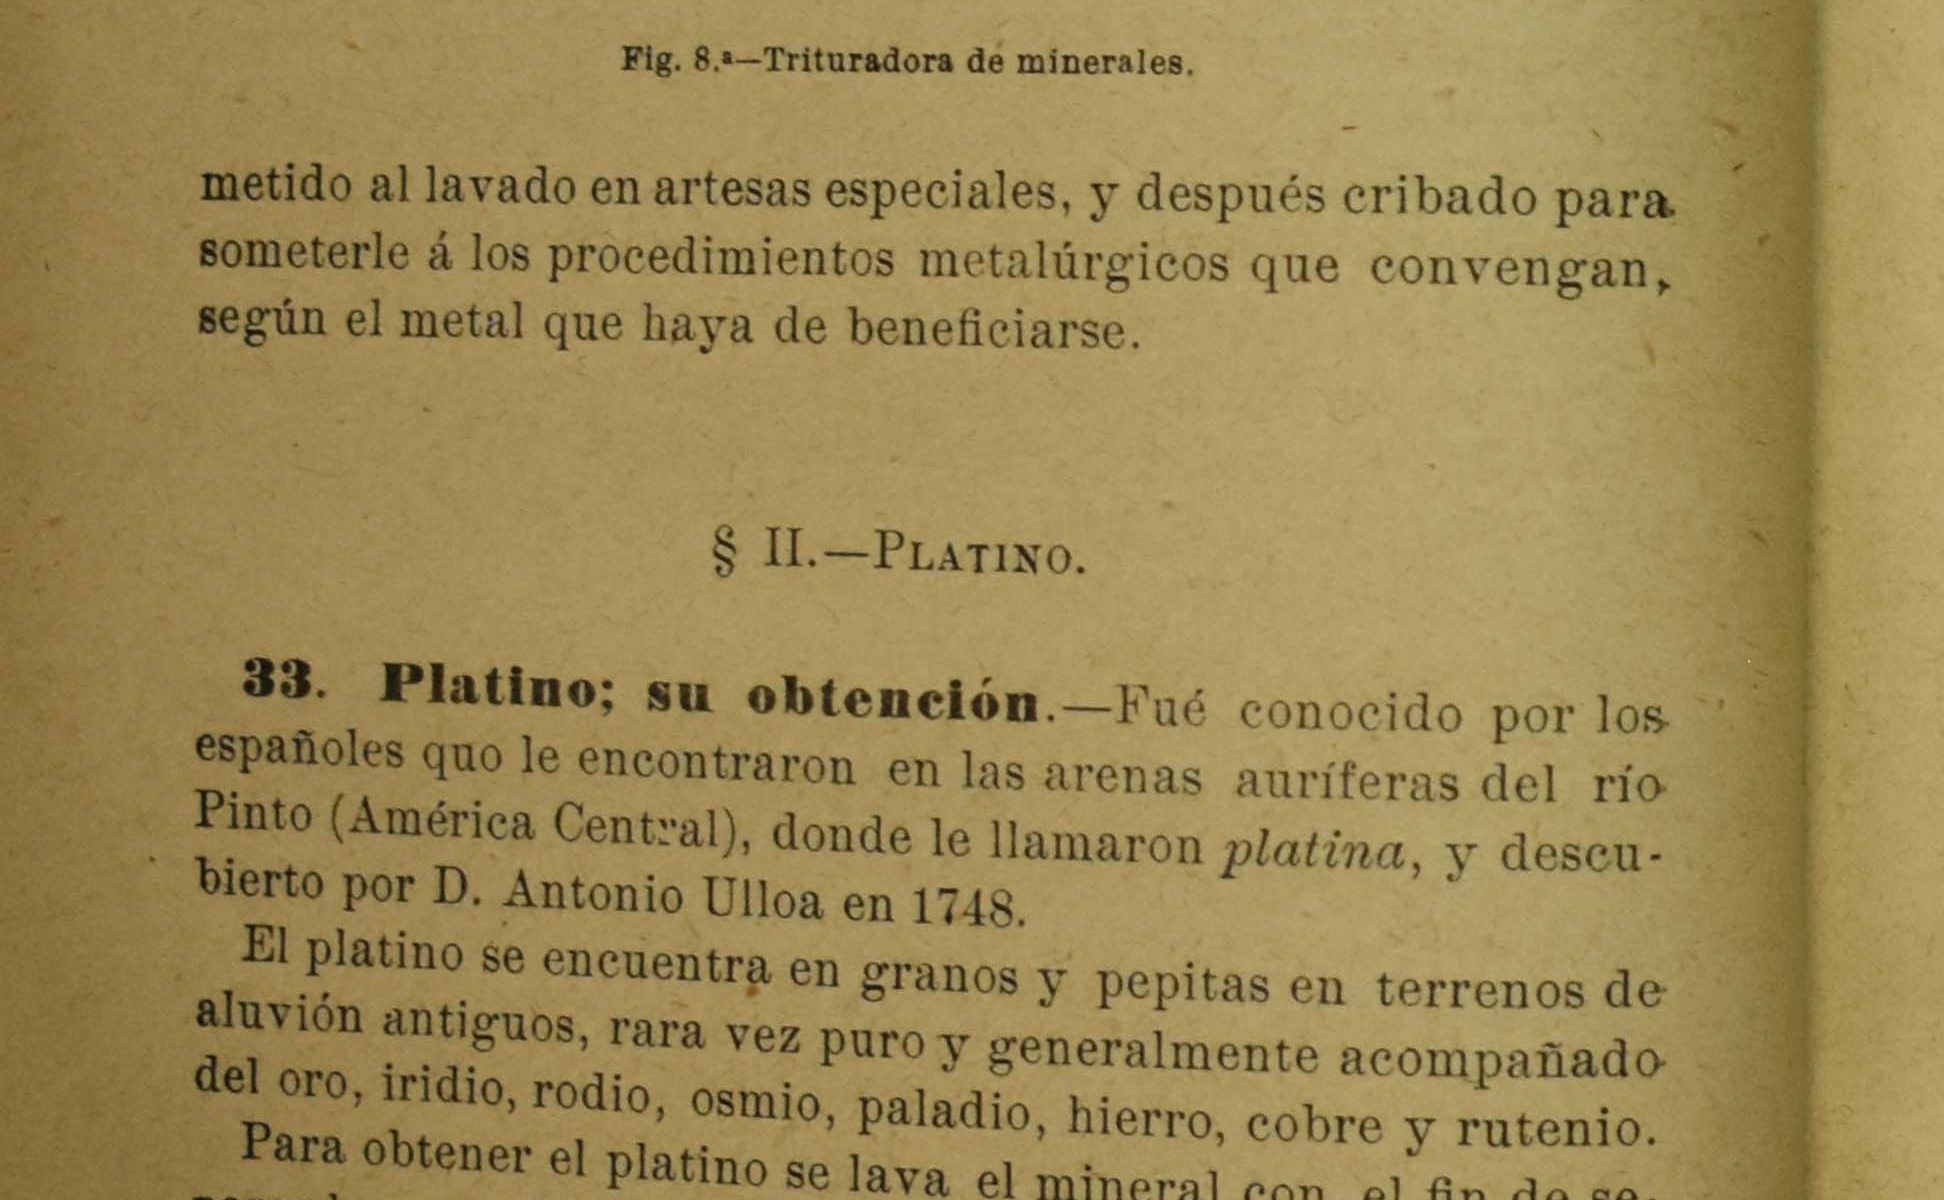 Fig. 8.ª—Trituradora de minerales.
metido al lavado en artesas especiales, y después cribado para
someterle á los procedimientos metalúrgicos que convengan,
según el metal que haya de beneficiarse.
§ II.—PLATINO.
33. Platino; su obtención.—Fué conocido por los
españoles quo le encontraron en las arenas auríferas del río
Pinto (América Central), donde le llamaron platina, y descu-
bierto por D. Antonio Ulloa en 1748.
El platino se encuentra en granos y pepitas en terrenos de
aluvión antiguos, rara vez puro y generalmente acompañado
del oro, iridio, rodio, osmio, paladio, hierro, cobre y rutenio.
Para obtener el platino se lava el mineral con el fin de se-